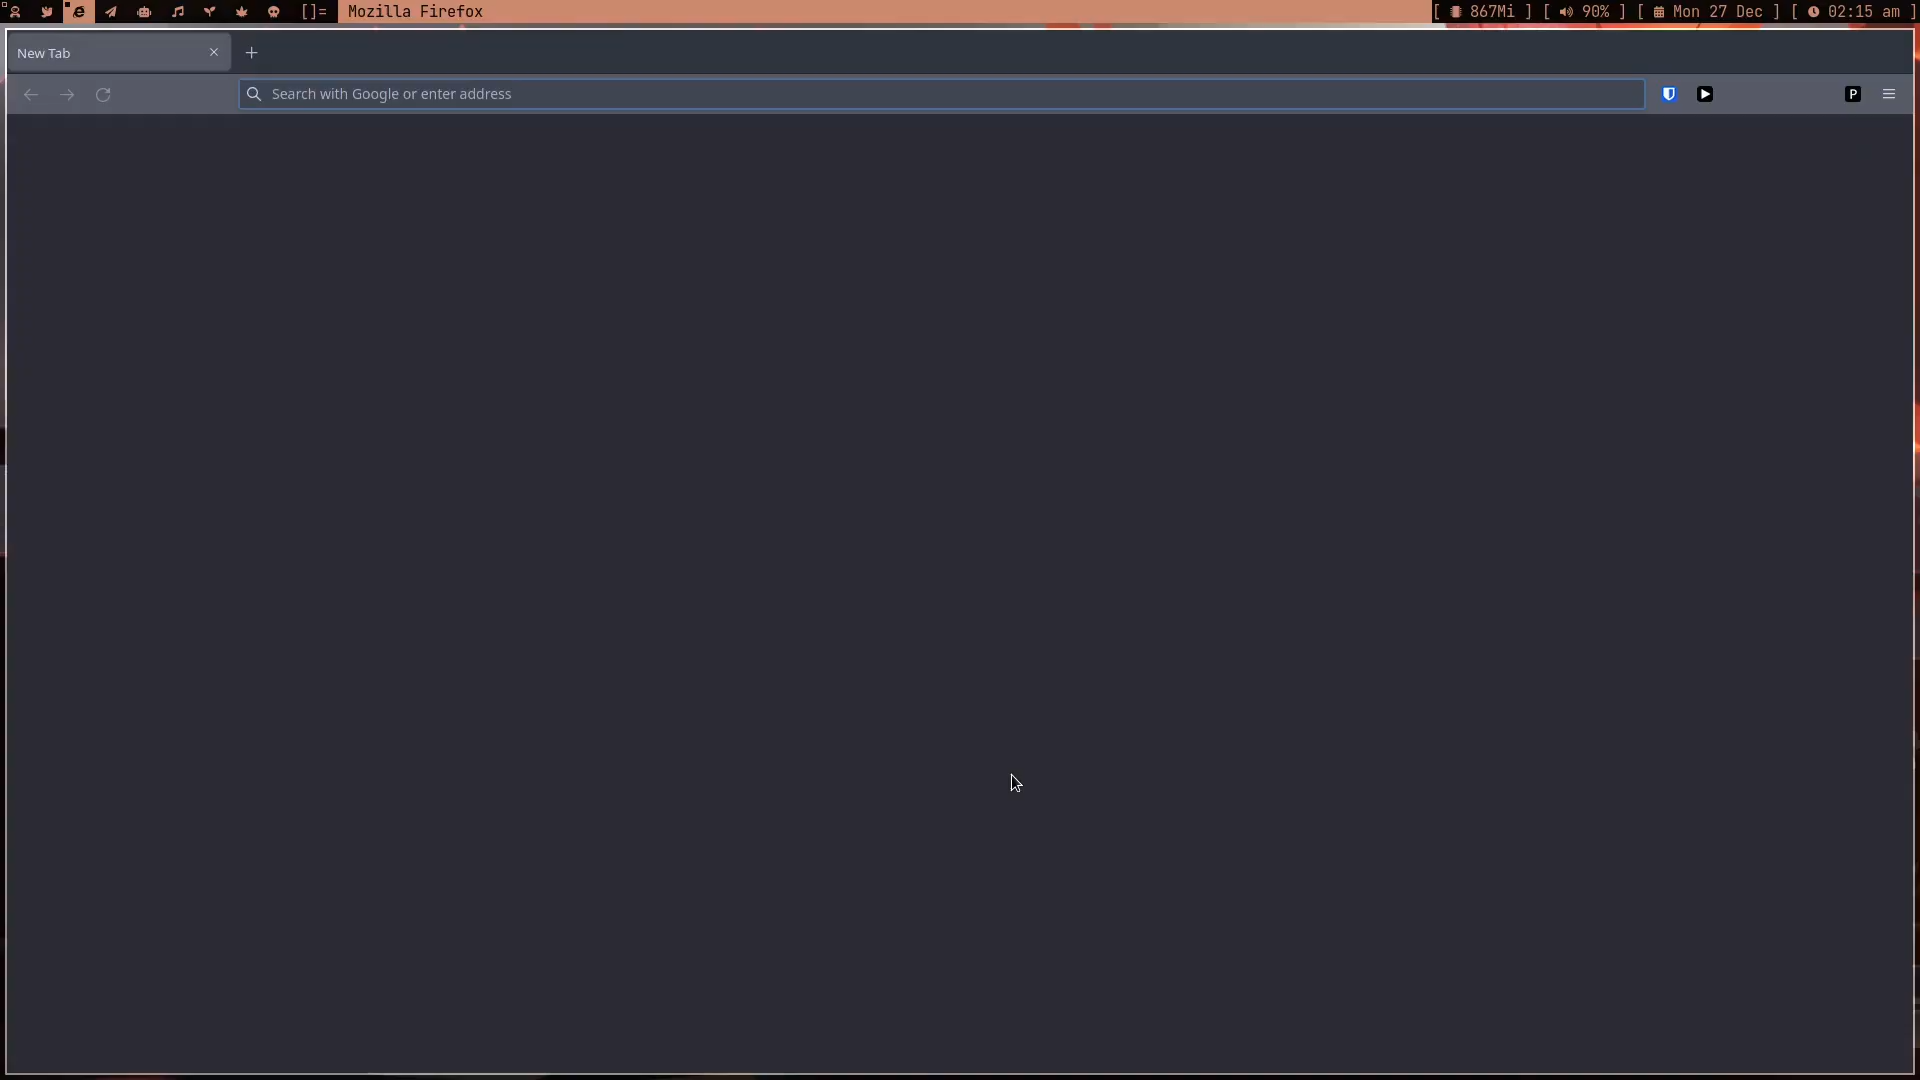 []= Mozilla Firefox [ 867Mi ] [ 90% ] [ Mon 27 Dec ] [ 02:15 am ]
New Tab
Search with Google or enter address
P